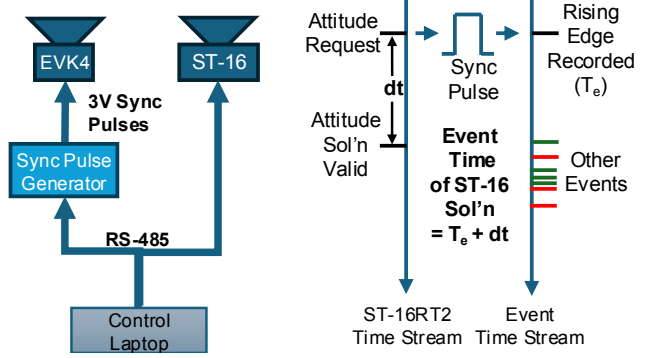 EVK4
ST-16
3V Sync
Pulses
Sync Pulse
Generator
RS-485
Control
Laptop
Attitude
Request
dt
Attitude
Sol'n
Valid
Sync
Pulse
Event
Time
of ST-16
Sol'n
= Te + dt
Rising
Edge
Recorded
(Te)
Other
Events
ST-16RT2
Time Stream
Event
Time Stream